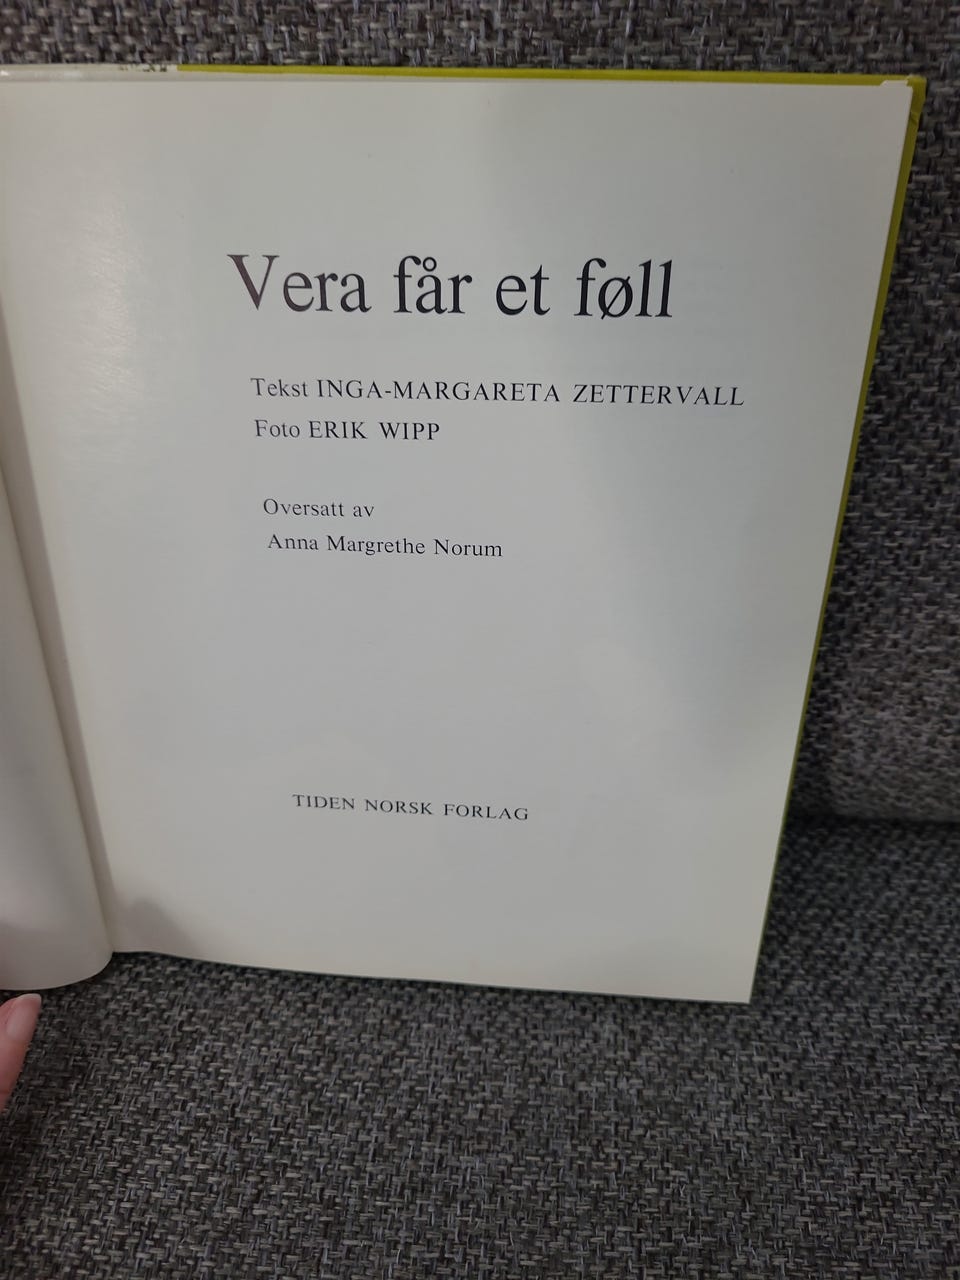 Vera får et føll
Tekst INGA-MARGARETA ZETTERVALL
Foto ERIK WIPP
Oversatt av
Anna Margrethe Norum
TIDEN NORSK FORLAG